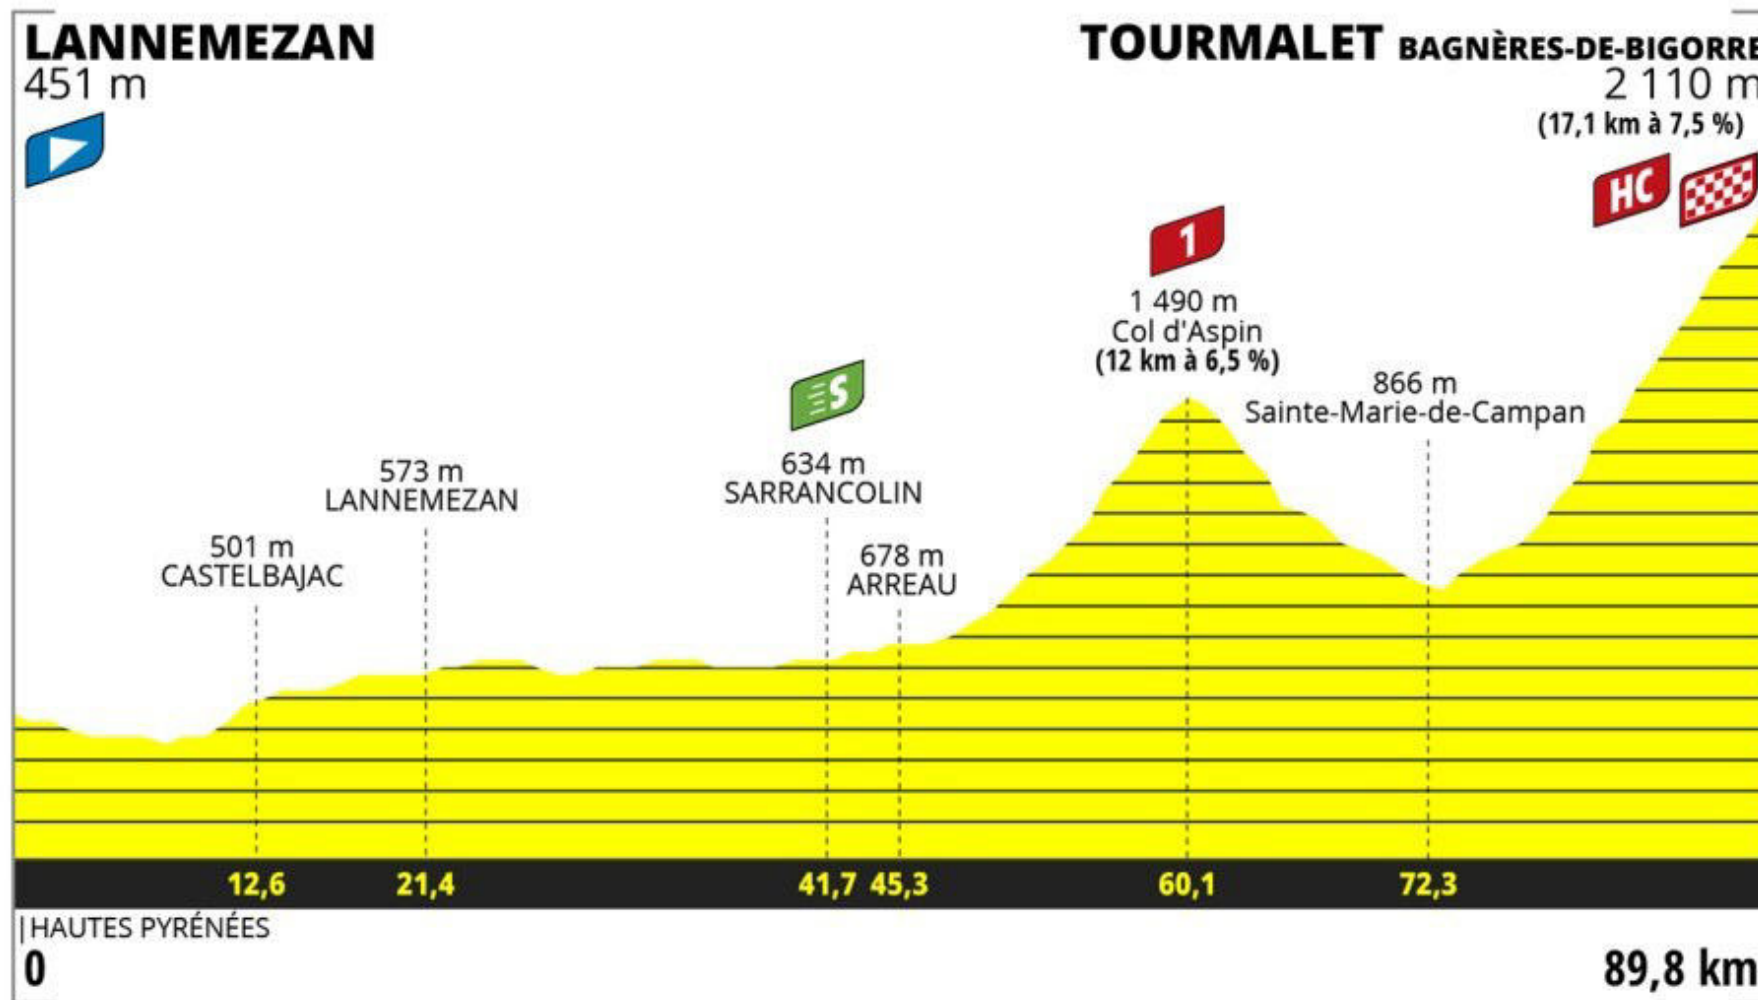 LANNEMEZAN
451 m
TOURMALET BAGNÈRES-DE-BIGORRE
2 110 m
(17,1 km à 7,5 %)
HC
1
1 490 m
Col d'Aspin
(12 km à 6,5 %)
S
866 m
Sainte-Marie-de-Campan
573 m
LANNEMEZAN
634 m
SARRANCOLIN
501 m
CASTELBAJAC
678 m
ARREAU
12,6 21,4 41,7 45,3 60,1 72,3
|HAUTES PYRÉNÉES
0 89,8 km